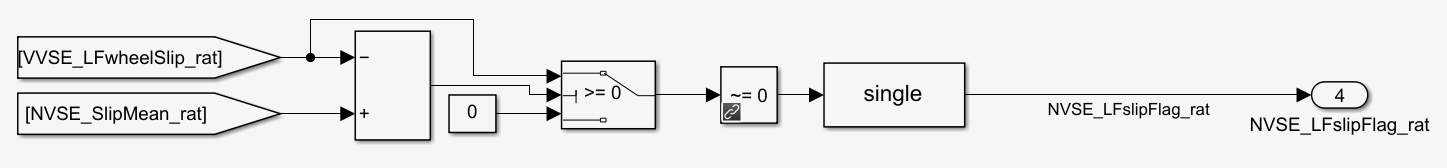 [VVSE_LFwheelSlip_rat]
[NVSE_SlipMean_rat]
−
+
0
>= 0
~= 0
single
NVSE_LFslipFlag_rat
4
NVSE_LFslipFlag_rat